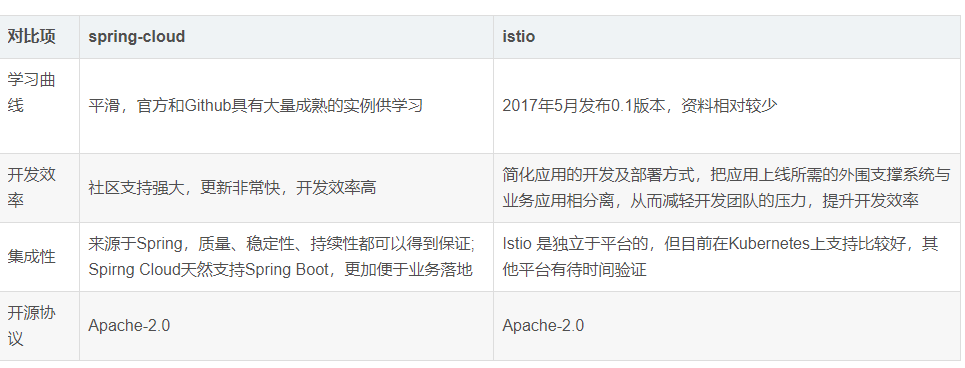 对比项 spring-cloud istio
学习曲
线
平滑，官方和Github具有大量成熟的实例供学习
2017年5月发布0.1版本，资料相对较少
开发效
率
社区支持强大，更新非常快，开发效率高
简化应用的开发及部署方式，把应用上线所需的外围支撑系统与
业务应用相分离，从而减轻开发团队的压力，提升开发效率
集成性
来源于Spring，质量、稳定性、持续性都可以得到保证;
Spirng Cloud天然支持Spring Boot，更加便于业务落地
Istio 是独立于平台的，但目前在Kubernetes上支持比较好，其
他平台有待时间验证
开源协
议
Apache-2.0
Apache-2.0